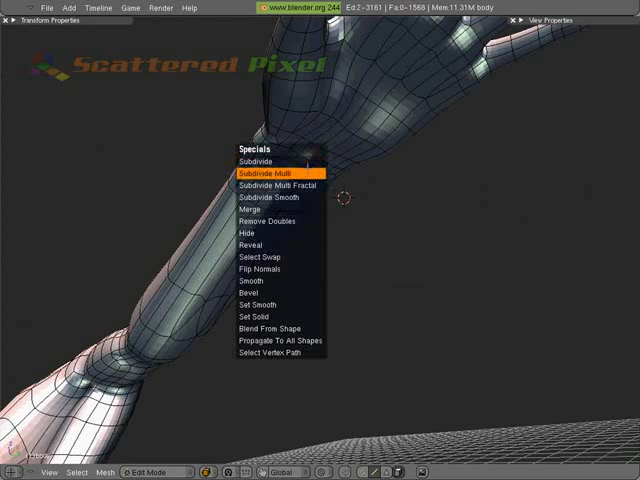 File Add Timeline Game Render Help www.blender.org 244 Ed:2-3161 | Fa:0-1568 | Mem:11.31M body
Transform Properties View Properties
Scattered Pixel
Specials
Subdivide
Subdivide Multi
Subdivide Multi Fractal
Subdivide Smooth
Merge
Remove Doubles
Hide
Reveal
Select Swap
Flip Normals
Smooth
Bevel
Set Smooth
Set Solid
Blend From Shape
Propagate To All Shapes
Select Vertex Path
View Select Mesh Edit Mode Global